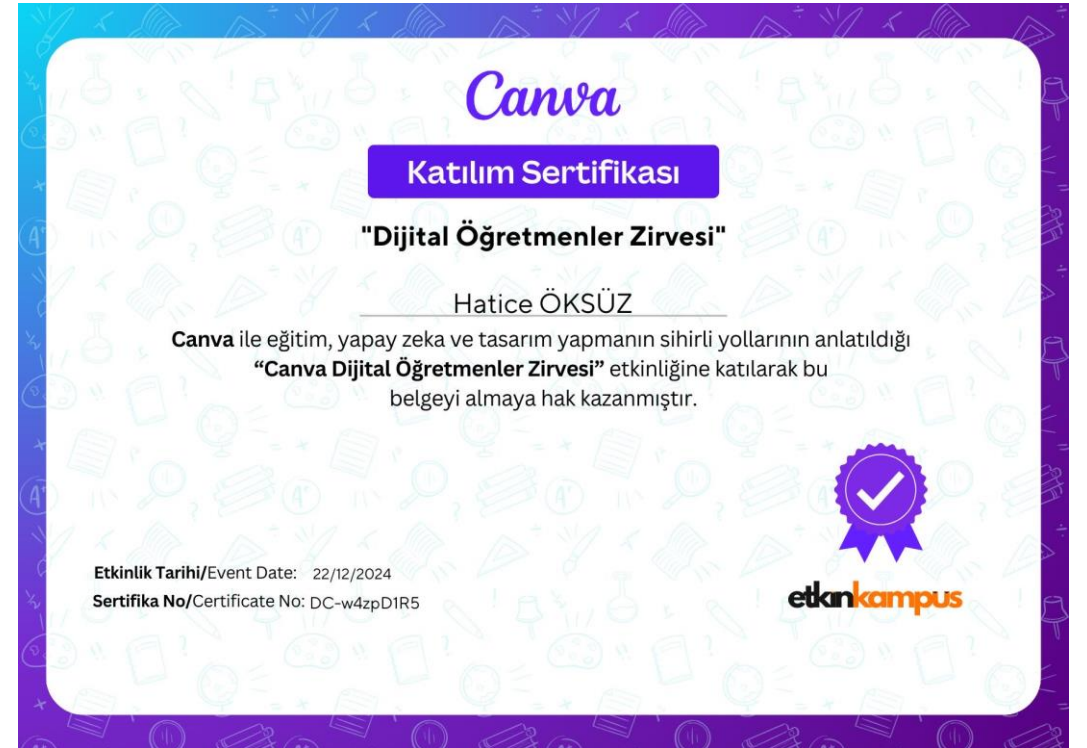 Canva
Katılım Sertifikası
"Dijital Öğretmenler Zirvesi"
Hatice ÖKSÜZ
Canva ile eğitim, yapay zeka ve tasarım yapmanın sihirli yollarının anlatıldığı
“Canva Dijital Öğretmenler Zirvesi” etkinliğine katılarak bu
belgeyi almaya hak kazanmıştır.
Etkinlik Tarihi/Event Date: 22/12/2024
Sertifika No/Certificate No: DC-w4zpD1R5
etkınkampus